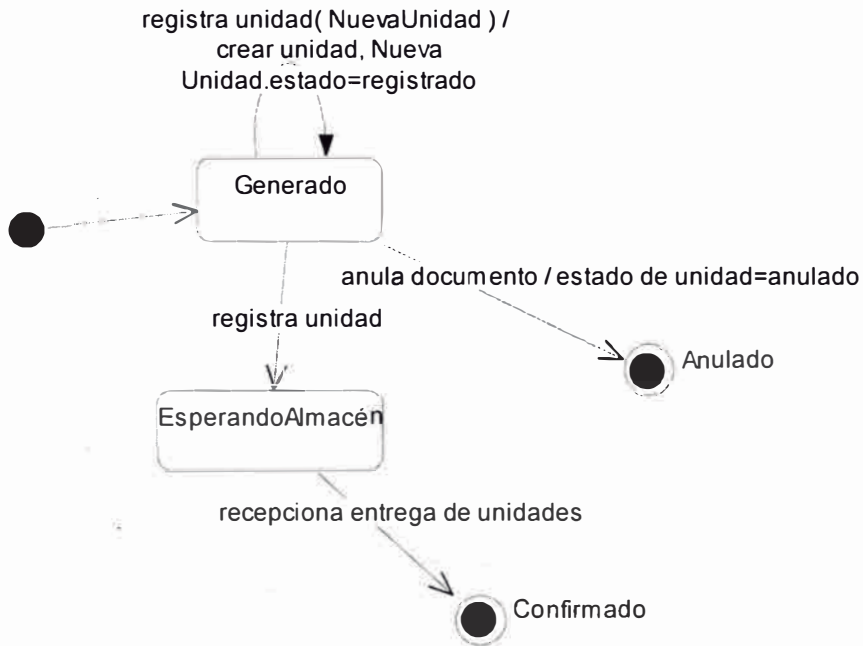 registra unidad( NuevaUnidad ) /
crear unidad, Nueva
Unidad.estado=registrado
Generado
anula documento / estado de unidad=anulado
registra unidad
Anulado
EsperandoAlmacén
recepciona entrega de unidades
Confirmado